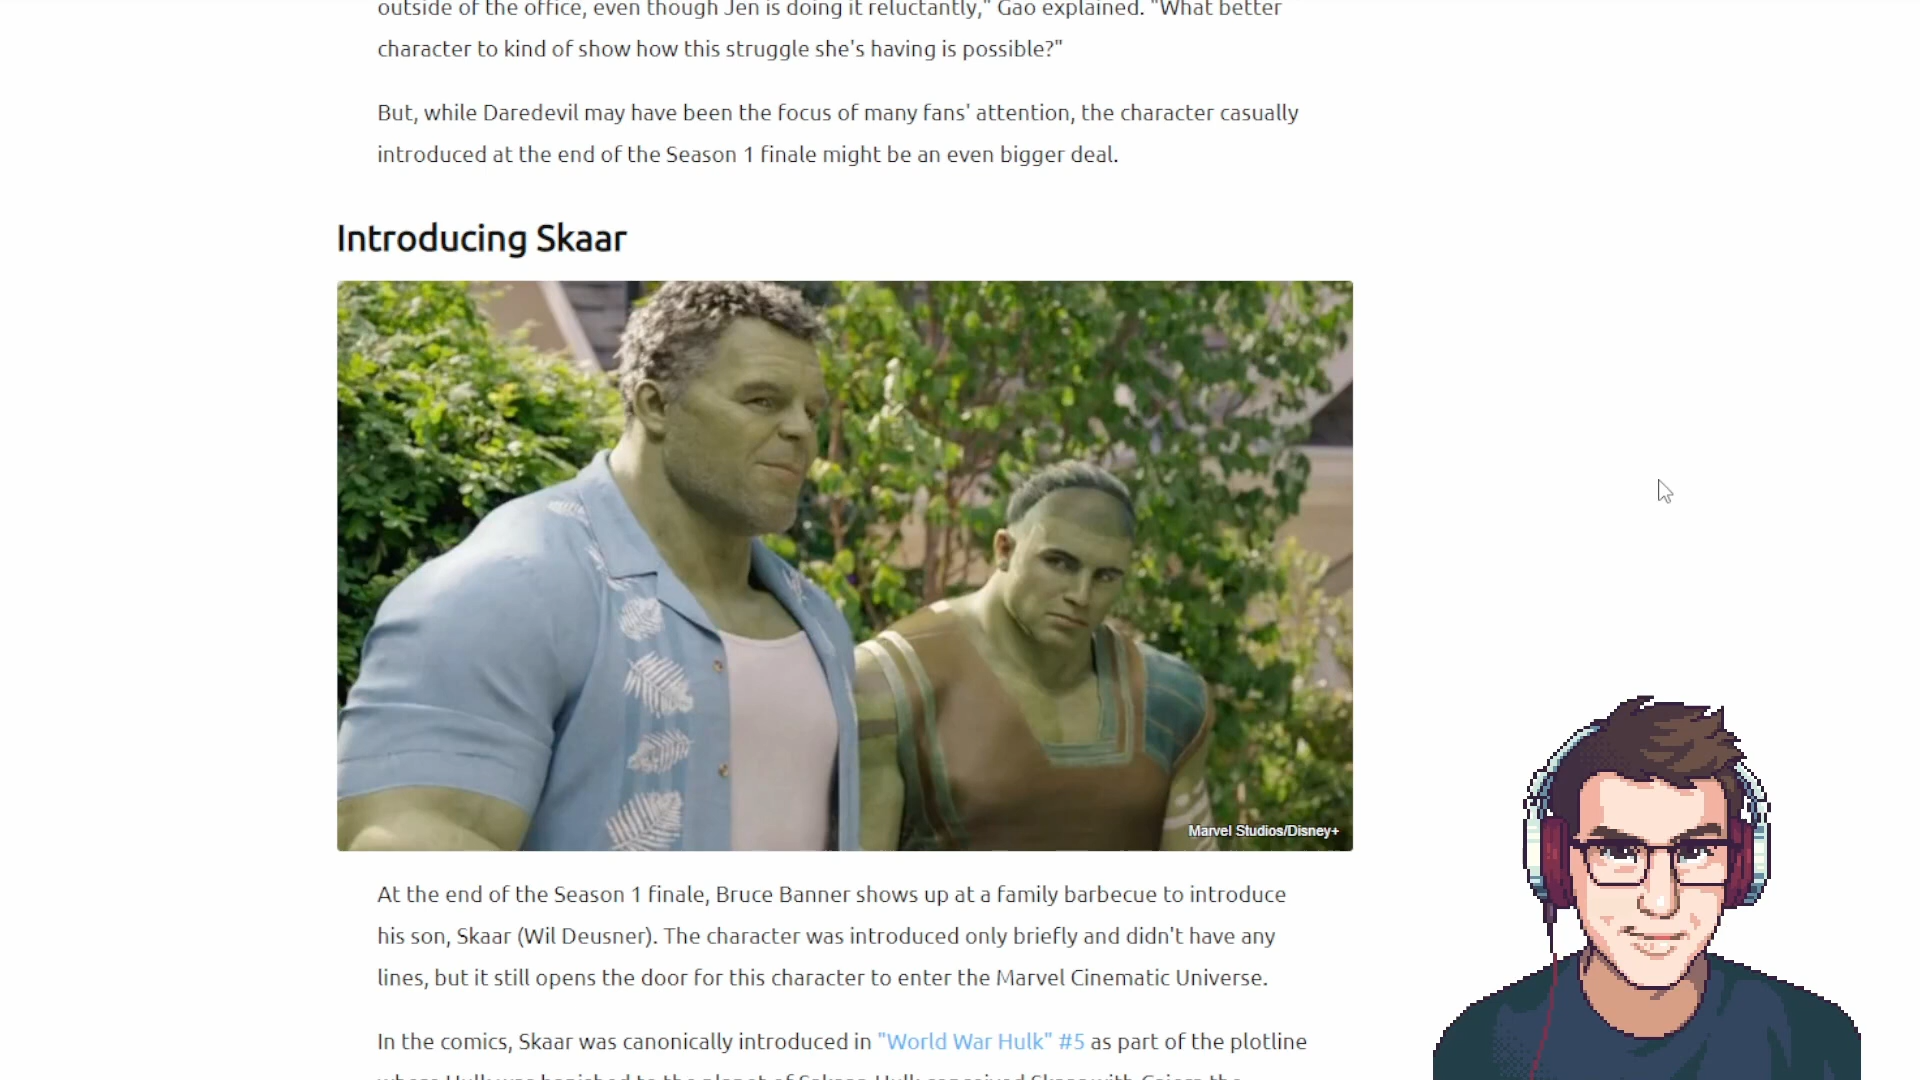 outside of the office, even though Jen is doing it reluctantly," Gao explained. "What better
character to kind of show how this struggle she's having is possible?"
But, while Daredevil may have been the focus of many fans' attention, the character casually
introduced at the end of the Season 1 finale might be an even bigger deal.
Introducing Skaar
Marvel Studios/Disney+
At the end of the Season 1 finale, Bruce Banner shows up at a family barbecue to introduce
his son, Skaar (Wil Deusner). The character was introduced only briefly and didn't have any
lines, but it still opens the door for this character to enter the Marvel Cinematic Universe.
In the comics, Skaar was canonically introduced in "World War Hulk" #5 as part of the plotline